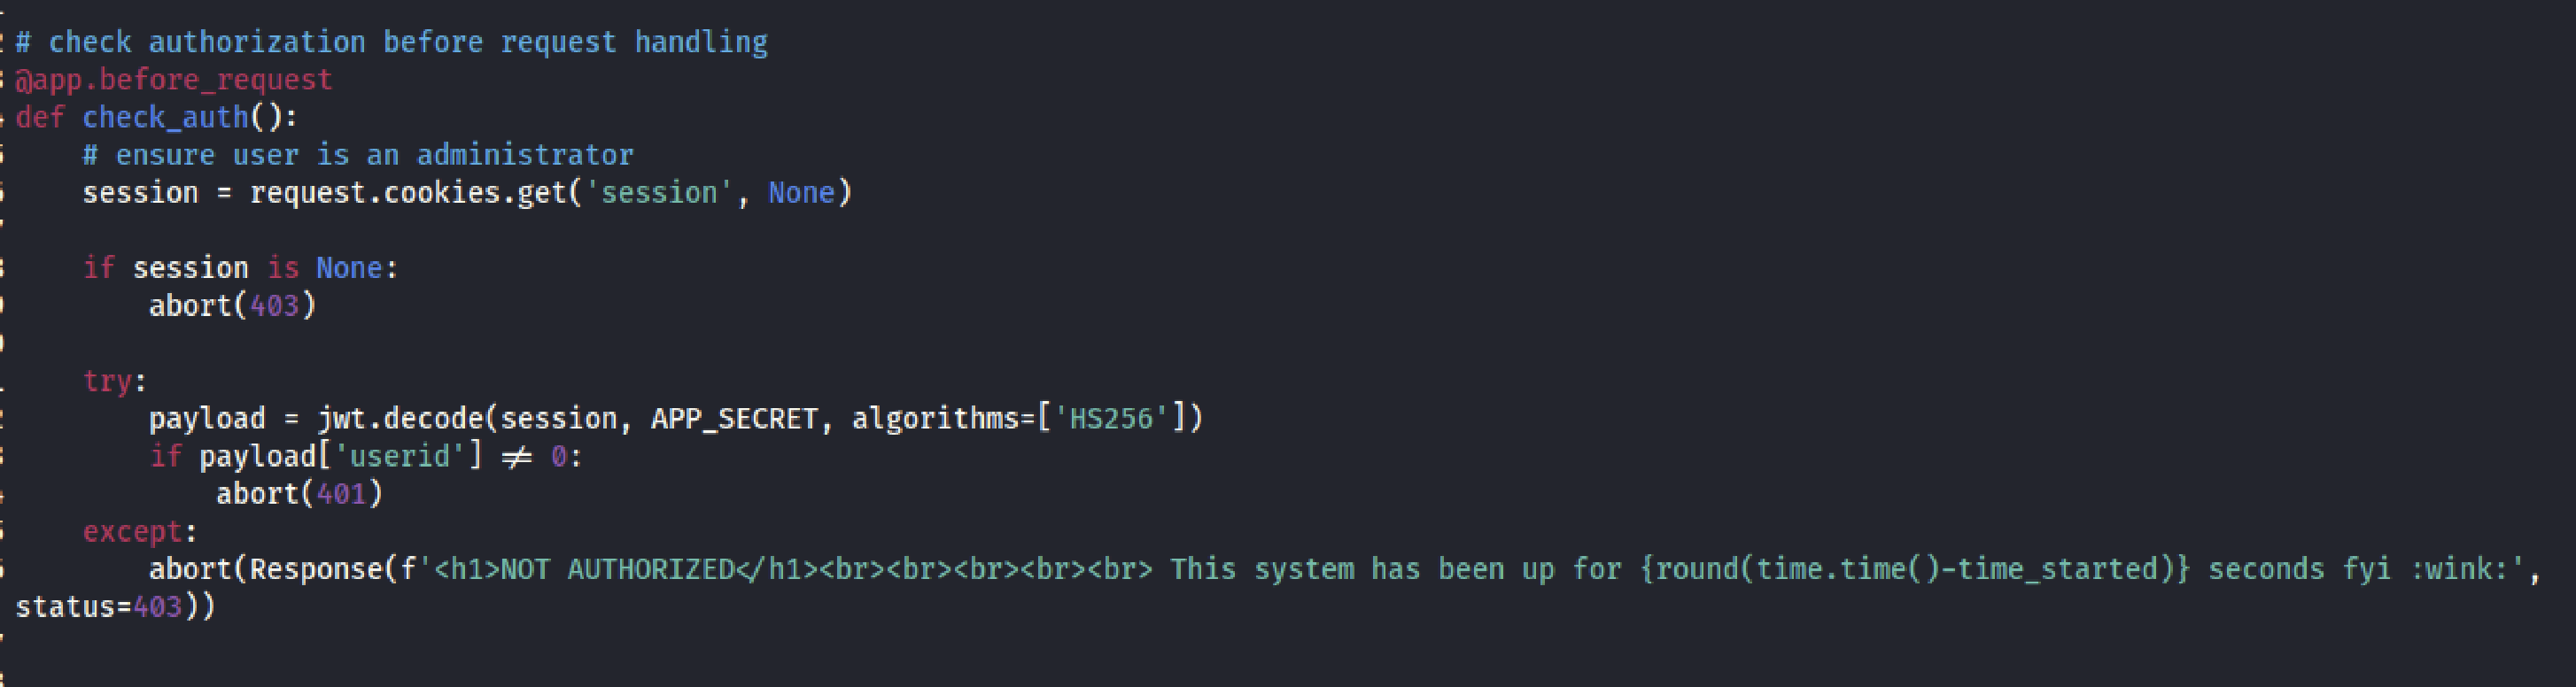 # check authorization before request handling
@app.before_request
def check_auth():
    # ensure user is an administrator
    session = request.cookies.get('session', None)

    if session is None:
        abort(403)

    try:
        payload = jwt.decode(session, APP_SECRET, algorithms=['HS256'])
        if payload['userid'] ≠ 0:
            abort(401)
    except:
        abort(Response(f'<h1>NOT AUTHORIZED</h1><br><br><br><br><br> This system has been up for {round(time.time()-time_started)} seconds fyi :wink:',
status=403))